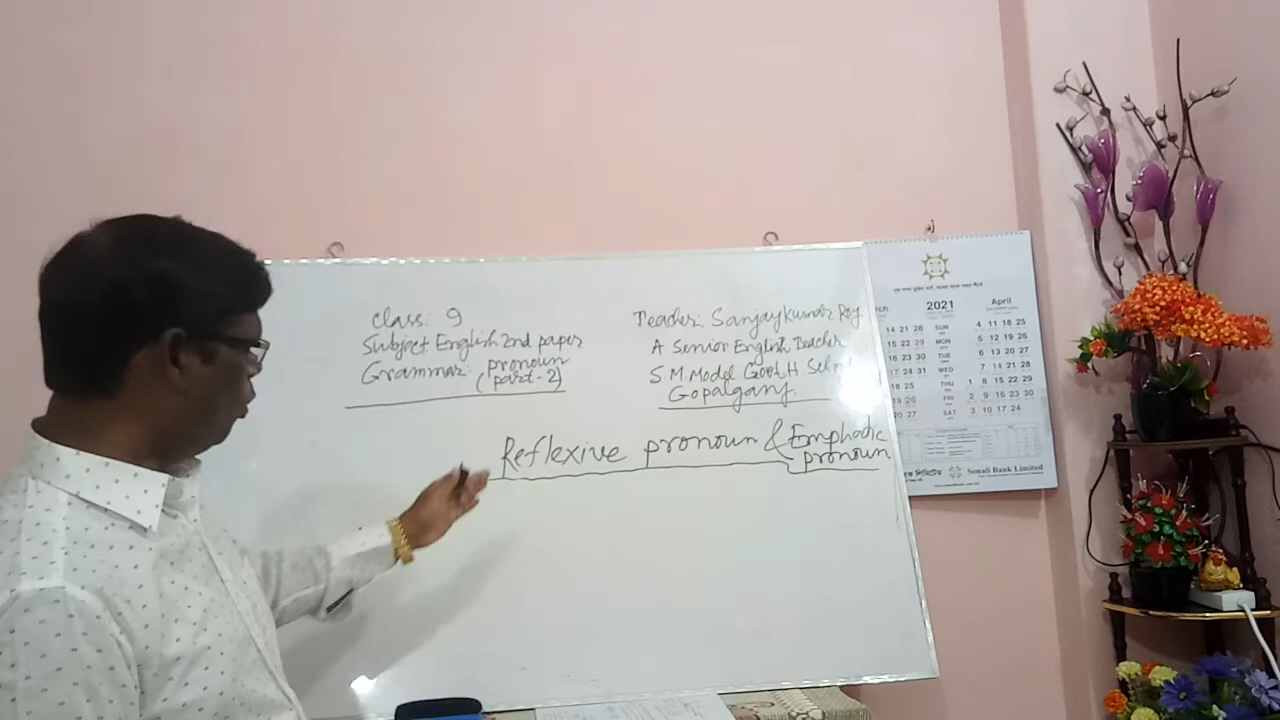 Class: 9
Subject: English 2nd paper
Grammar: pronoun
(part-2)
Teacher: Sanjay Kumar Roy
A Senior English Teacher
S M Model Govt. H
Gopalganj.
Reflexive pronoun & Emphadic
pronoun
2021
April
14 21 28
SUN
4 11 18 25
15 22 29
MON
5 12 19 26
16 23 30
TUE
6 13 20 27
17 24 31
WED
7 14 21 28
18 25
THU
1 8 15 22 29
19 26
FRI
2 9 16 23 30
20 27
SAT
3 10 17 24
Sonali Bank Limited